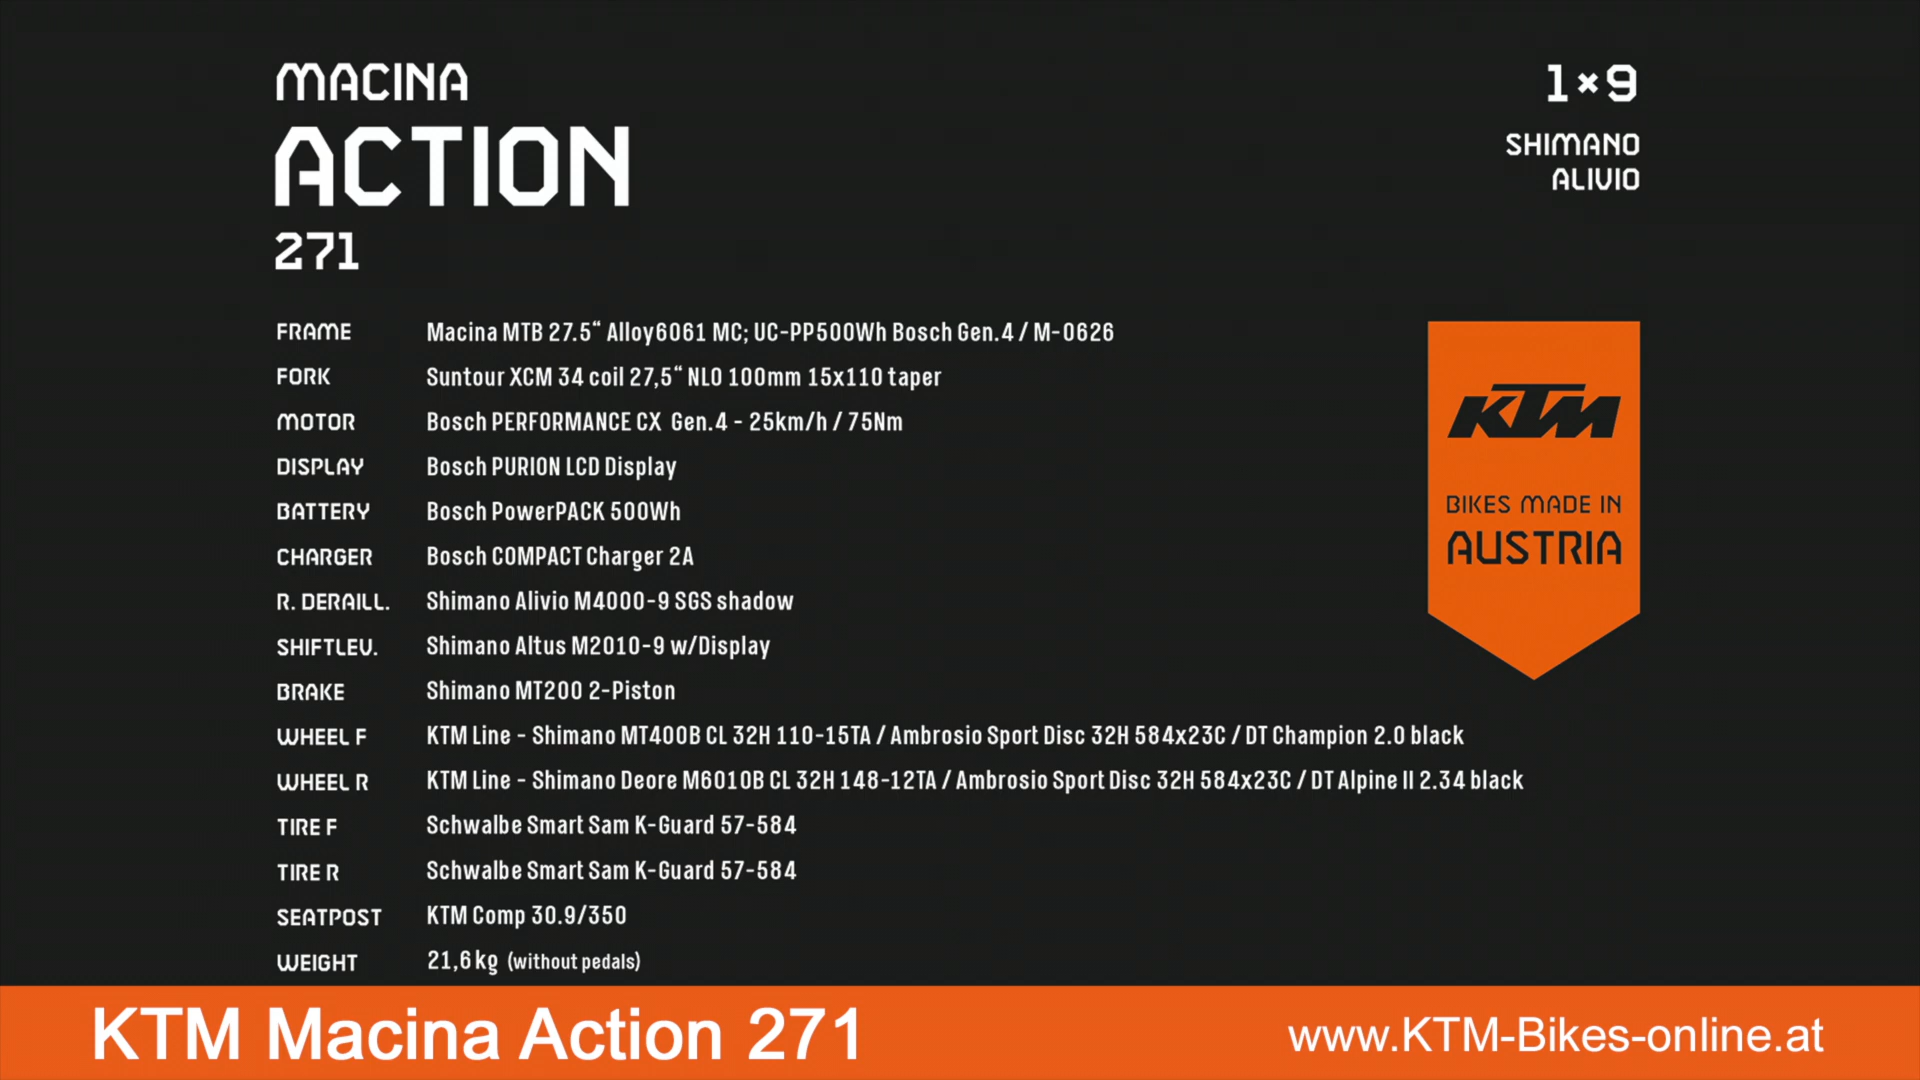 MACINA
ACTION
271
1×9
SHIMANO
ALIVIO
FRAME Macina MTB 27.5“ Alloy6061 MC; UC-PP500Wh Bosch Gen.4 / M-0626
FORK Suntour XCM 34 coil 27,5“ NLO 100mm 15x110 taper
MOTOR Bosch PERFORMANCE CX Gen.4 - 25km/h / 75Nm
DISPLAY Bosch PURION LCD Display
BATTERY Bosch PowerPACK 500Wh
CHARGER Bosch COMPACT Charger 2A
R. DERAILL. Shimano Alivio M4000-9 SGS shadow
SHIFTLEV. Shimano Altus M2010-9 w/Display
BRAKE Shimano MT200 2-Piston
WHEEL F KTM Line - Shimano MT400B CL 32H 110-15TA / Ambrosio Sport Disc 32H 584x23C / DT Champion 2.0 black
WHEEL R KTM Line - Shimano Deore M6010B CL 32H 148-12TA / Ambrosio Sport Disc 32H 584x23C / DT Alpine II 2.34 black
TIRE F Schwalbe Smart Sam K-Guard 57-584
TIRE R Schwalbe Smart Sam K-Guard 57-584
SEATPOST KTM Comp 30.9/350
WEIGHT 21,6 kg (without pedals)
KTM
BIKES MADE IN
AUSTRIA
KTM Macina Action 271
www.KTM-Bikes-online.at